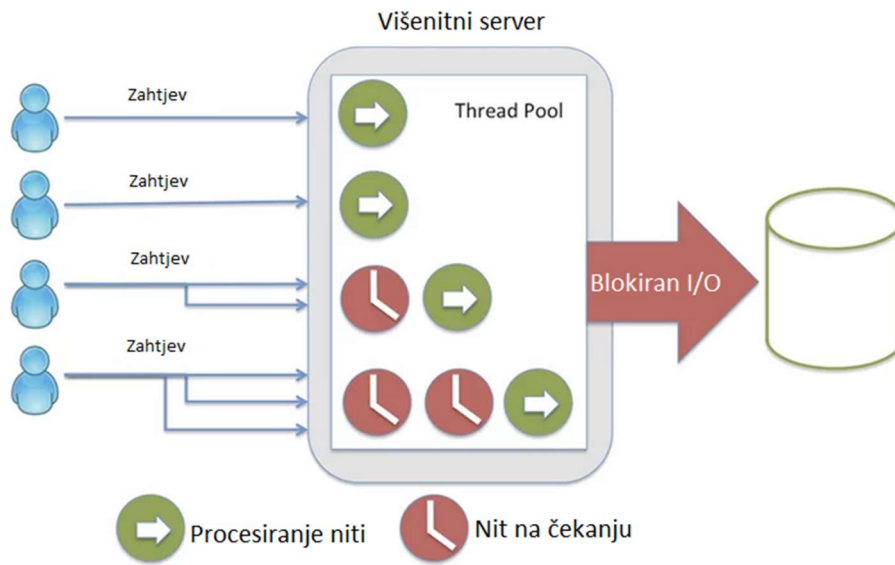 Višenitni server
Zahtjev
Thread Pool
Zahtjev
Zahtjev
Blokiran I/O
Zahtjev
Procesiranje niti
Nit na čekanju